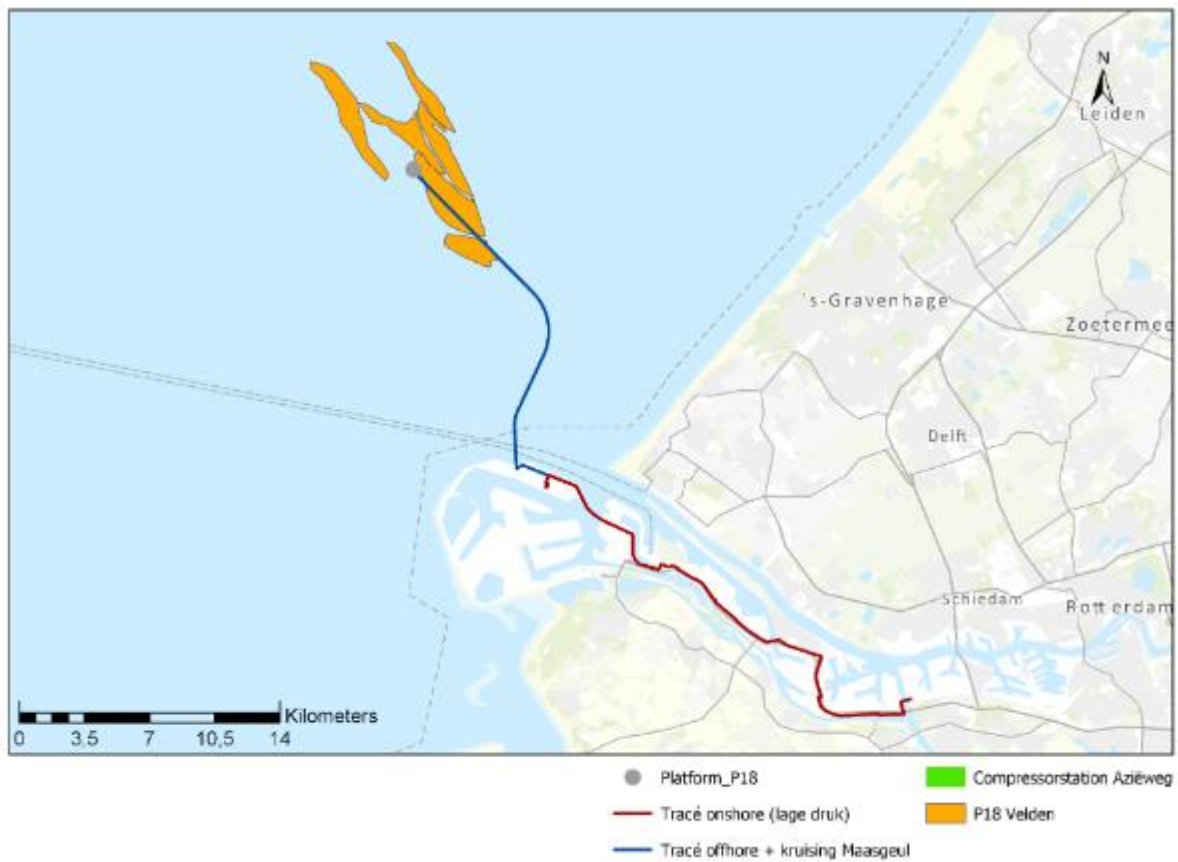 N
Leiden
's-Gravenhage
Zoetermee
Delft
Schiedam
Rotterdam
Kilometers
0 3.5 7 10,5 14
Platform_P18
Compressorstation Aziëweg
Tracé onshore (lage druk)
P18 Velden
Tracé offhore + kruising Maasgeul